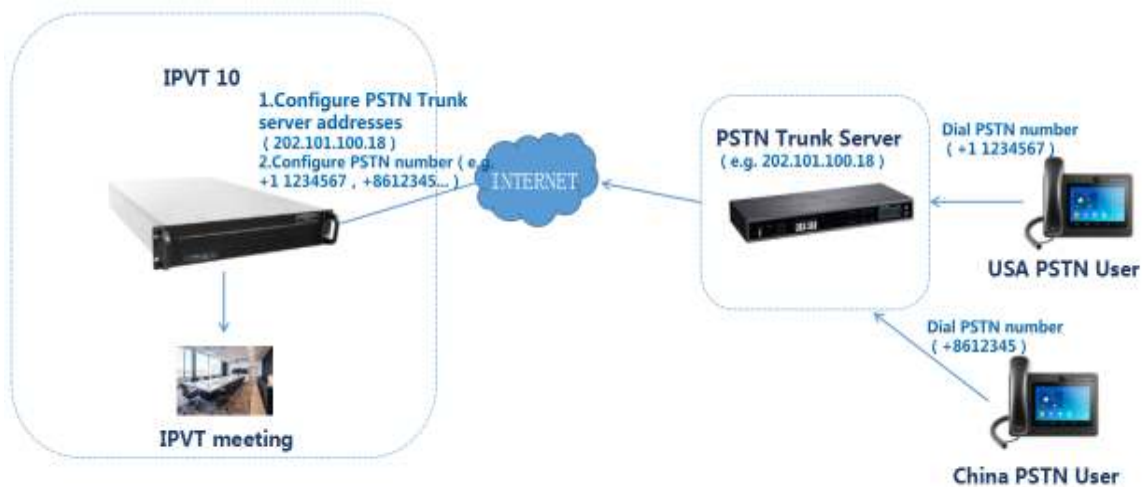 IPVT 10
1.Configure PSTN Trunk
server addresses
( 202.101.100.18 )
2.Configure PSTN number ( e.g.
+1 1234567 , +8612345... )
INTERNET
PSTN Trunk Server
( e.g. 202.101.100.18 )
Dial PSTN number
( +1 1234567 )
USA PSTN User
Dial PSTN number
( +8612345 )
IPVT meeting
China PSTN User